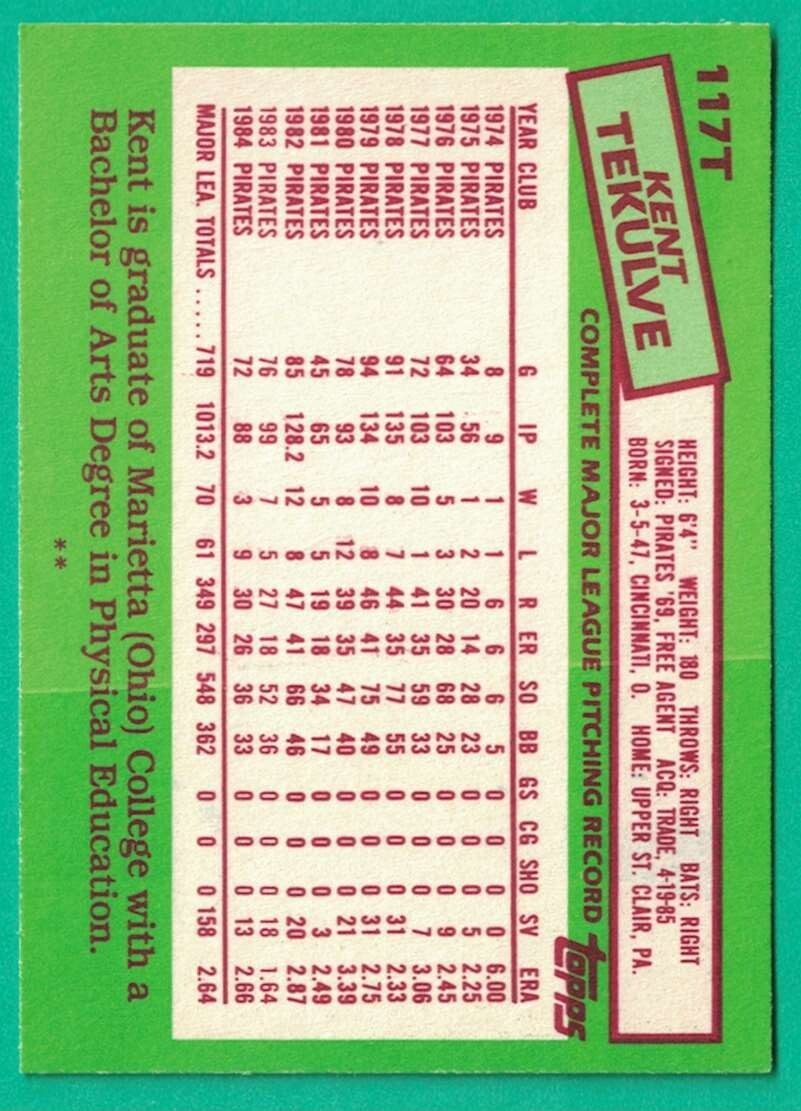 117T
KENT
TEKULVE
HEIGHT: 6'4" WEIGHT: 180 THROWS: RIGHT BATS: RIGHT
SIGNED: PIRATES '69, FREE AGENT ACQ: TRADE, 4-19-85
BORN: 3-5-47, CINCINNATI, O. HOME: UPPER ST. CLAIR, PA.
COMPLETE MAJOR LEAGUE PITCHING RECORD topps
YEAR CLUB G IP W L R ER SO BB GS CG SHO SV ERA
1974 PIRATES 8 9 1 1 6 6 6 5 0 0 0 0 6.00
1975 PIRATES 34 56 1 2 20 14 28 23 0 0 0 5 2.25
1976 PIRATES 64 103 5 3 30 28 68 25 0 0 0 9 2.45
1977 PIRATES 72 103 10 1 41 35 59 33 0 0 0 7 3.06
1978 PIRATES 91 135 8 7 44 35 77 55 0 0 0 31 2.33
1979 PIRATES 94 134 10 8 46 41 75 49 0 0 0 31 2.75
1980 PIRATES 78 93 8 12 39 35 47 40 0 0 0 21 3.39
1981 PIRATES 45 65 5 5 19 18 34 17 0 0 0 3 2.49
1982 PIRATES 85 128.2 12 8 47 41 66 46 0 0 0 20 2.87
1983 PIRATES 76 99 7 5 27 18 52 36 0 0 0 18 1.64
1984 PIRATES 72 88 3 9 30 26 36 33 0 0 0 13 2.66
MAJOR LEA. TOTALS ...... 719 1013.2 70 61 349 297 548 362 0 0 0 158 2.64
Kent is graduate of Marietta (Ohio) College with a
Bachelor of Arts Degree in Physical Education.
**